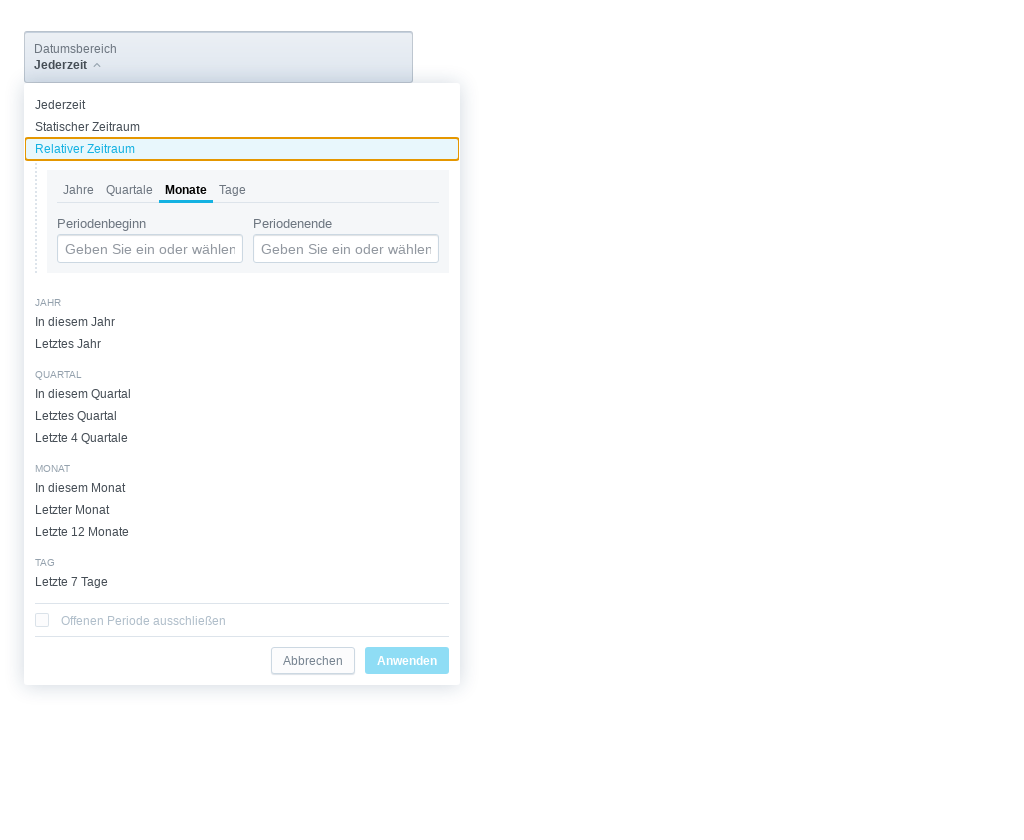 Datumsbereich
Jederzeit
Jederzeit
Statischer Zeitraum
Relativer Zeitraum
Jahre Quartale Monate Tage
Periodenbeginn Periodenende
Geben Sie ein oder wählen Geben Sie ein oder wählen
JAHR
In diesem Jahr
Letztes Jahr
QUARTAL
In diesem Quartal
Letztes Quartal
Letzte 4 Quartale
MONAT
In diesem Monat
Letzter Monat
Letzte 12 Monate
TAG
Letzte 7 Tage
Offenen Periode ausschließen
Abbrechen Anwenden